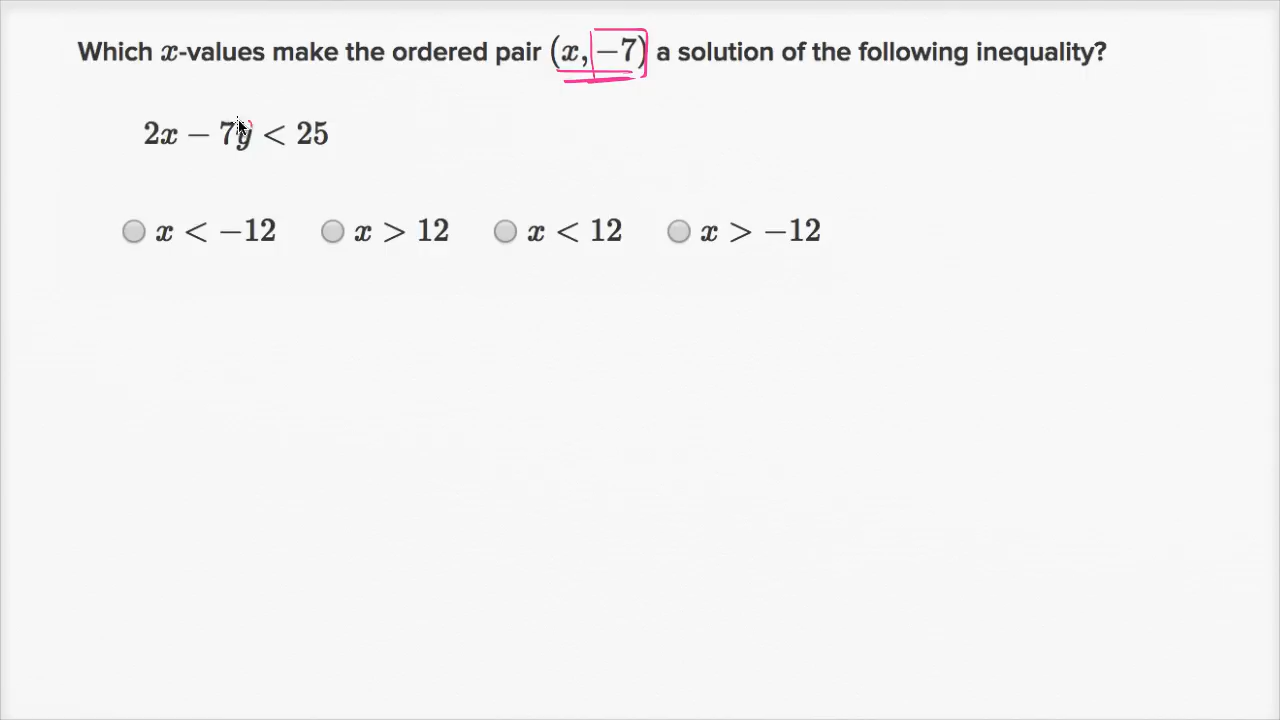 Which x-values make the ordered pair (x, −7) a solution of the following inequality?
2x − 7y < 25
x < −12 x > 12 x < 12 x > −12